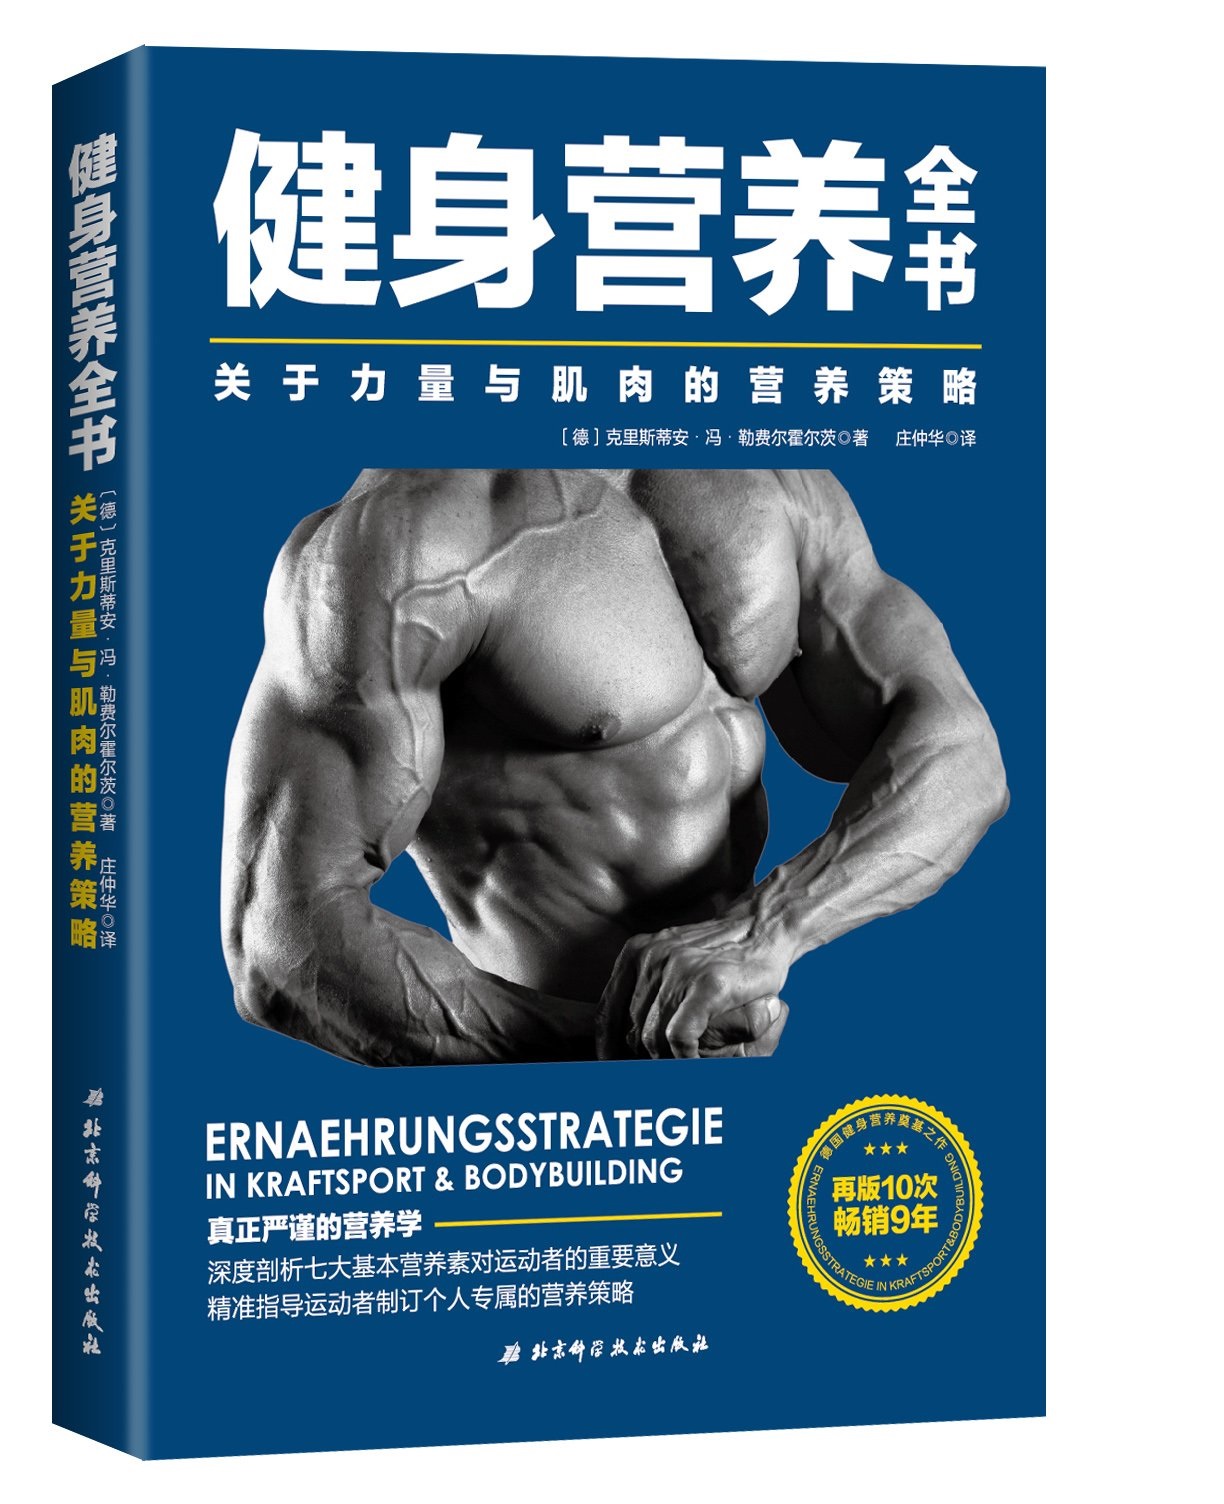 健身营养全书
关于力量与肌肉的营养策略
[德]克里斯蒂安·冯·勒费尔霍尔茨◎著 庄仲华◎译
ERNAEHRUNGSSTRATEGIE
IN KRAFTSPORT & BODYBUILDING
真正严谨的营养学
深度剖析七大基本营养素对运动者的重要意义
精准指导运动者制订个人专属的营养策略
北京科学技术出版社
德国健身营养奠基之作
★★★
再版10次
畅销9年
★★★
ERNAEHRUNGSSTRATEGIE IN KRAFTSPORT&BODYBUILDING
健身营养全书
关于力量与肌肉的营养策略
[德]克里斯蒂安·冯·勒费尔霍尔茨◎著 庄仲华◎译
北京科学技术出版社